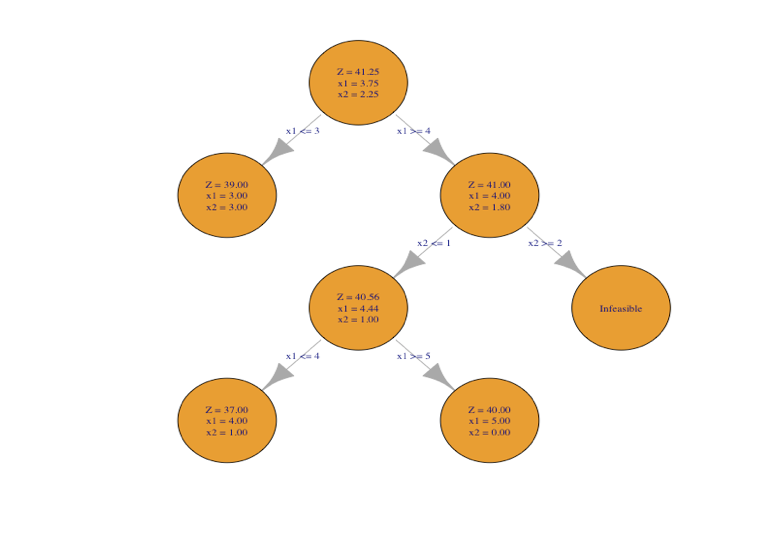 Z = 41.25
x1 = 3.75
x2 = 2.25
x1 <= 3
x1 >= 4
Z = 39.00
x1 = 3.00
x2 = 3.00
Z = 41.00
x1 = 4.00
x2 = 1.80
x2 <= 1
x2 >= 2
Z = 40.56
x1 = 4.44
x2 = 1.00
Infeasible
x1 <= 4
x1 >= 5
Z = 37.00
x1 = 4.00
x2 = 1.00
Z = 40.00
x1 = 5.00
x2 = 0.00